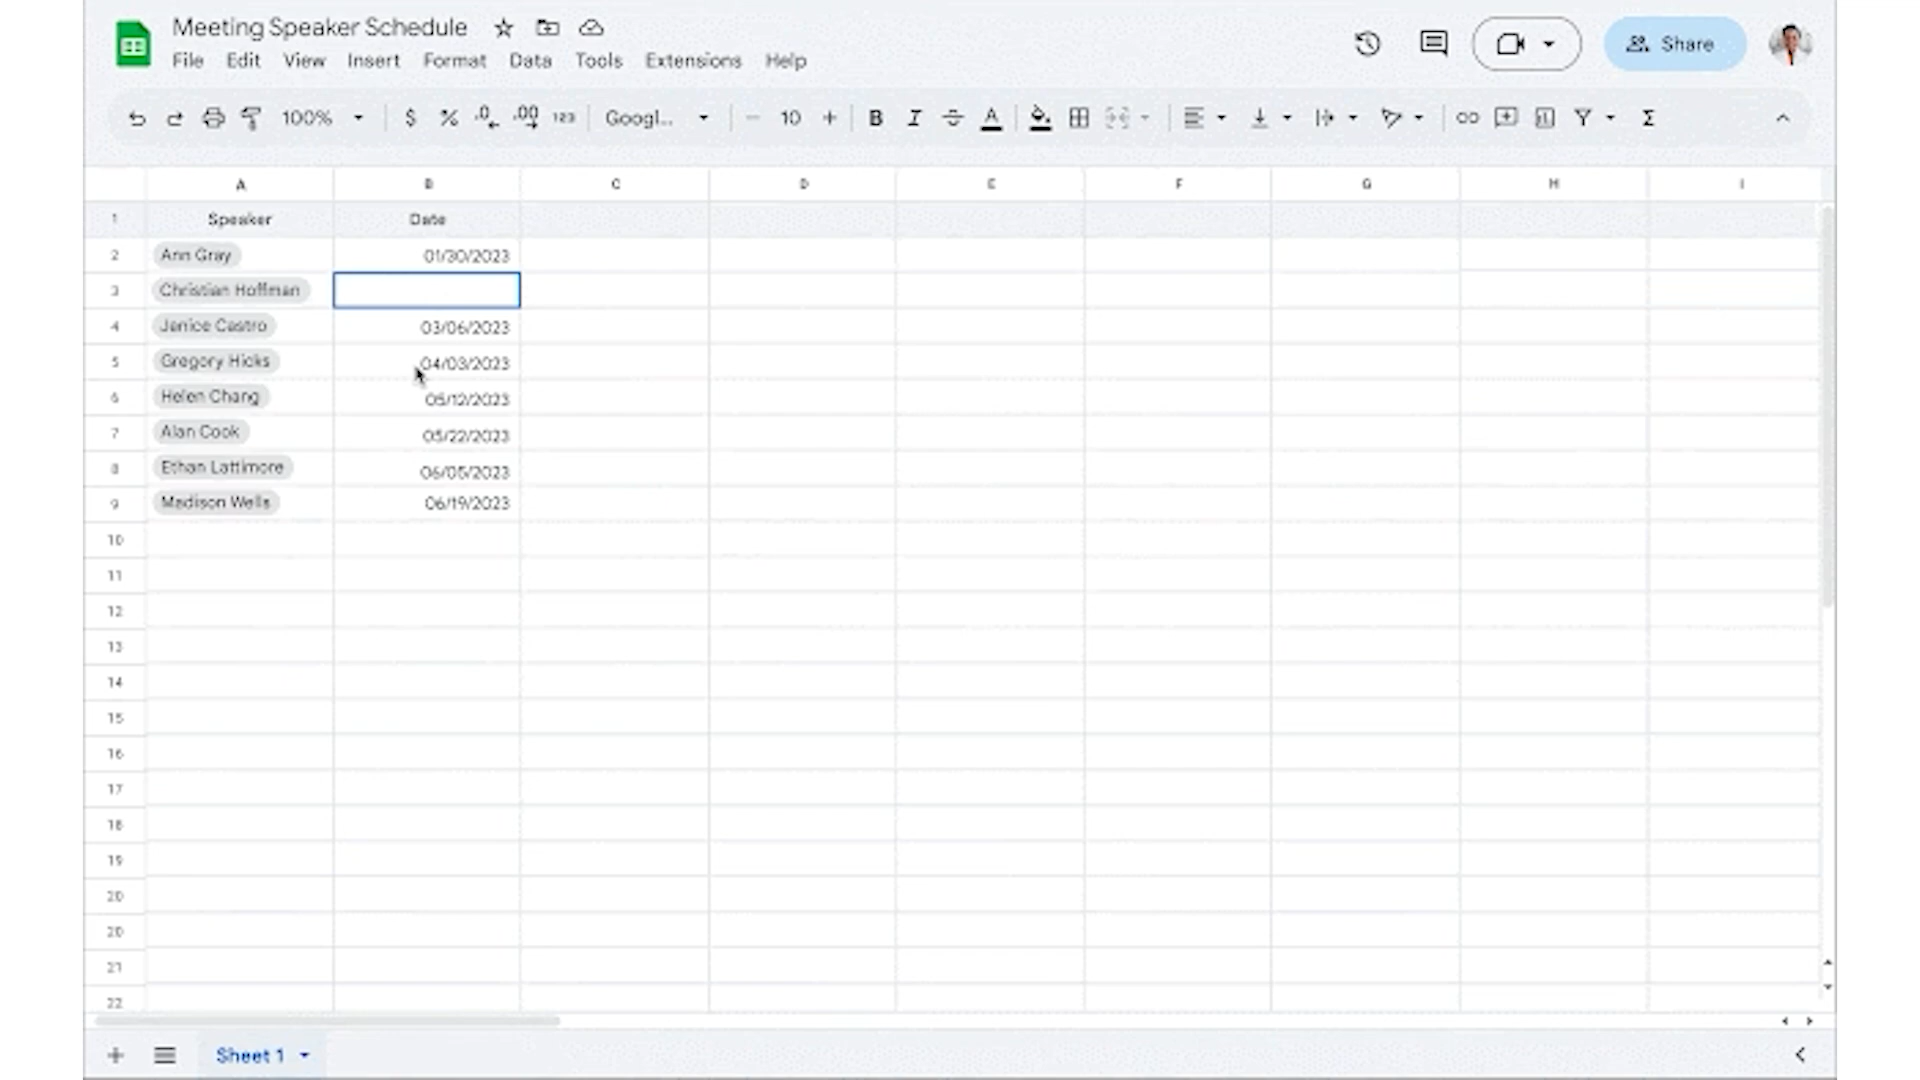 Meeting Speaker Schedule
File Edit View Insert Format Data Tools Extensions Help
Share
100% $ % .0 .00 123 Googl... 10 B I A Σ
A B C D E F G H I
1 Speaker Date
2 Ann Gray 01/30/2023
3 Christian Hoffman
4 Janice Castro 03/06/2023
5 Gregory Hicks 04/03/2023
6 Helen Chang 05/12/2023
7 Alan Cook 05/22/2023
8 Ethan Lattimore 06/05/2023
9 Madison Wells 06/19/2023
10
11
12
13
14
15
16
17
18
19
20
20
21
22
Sheet 1